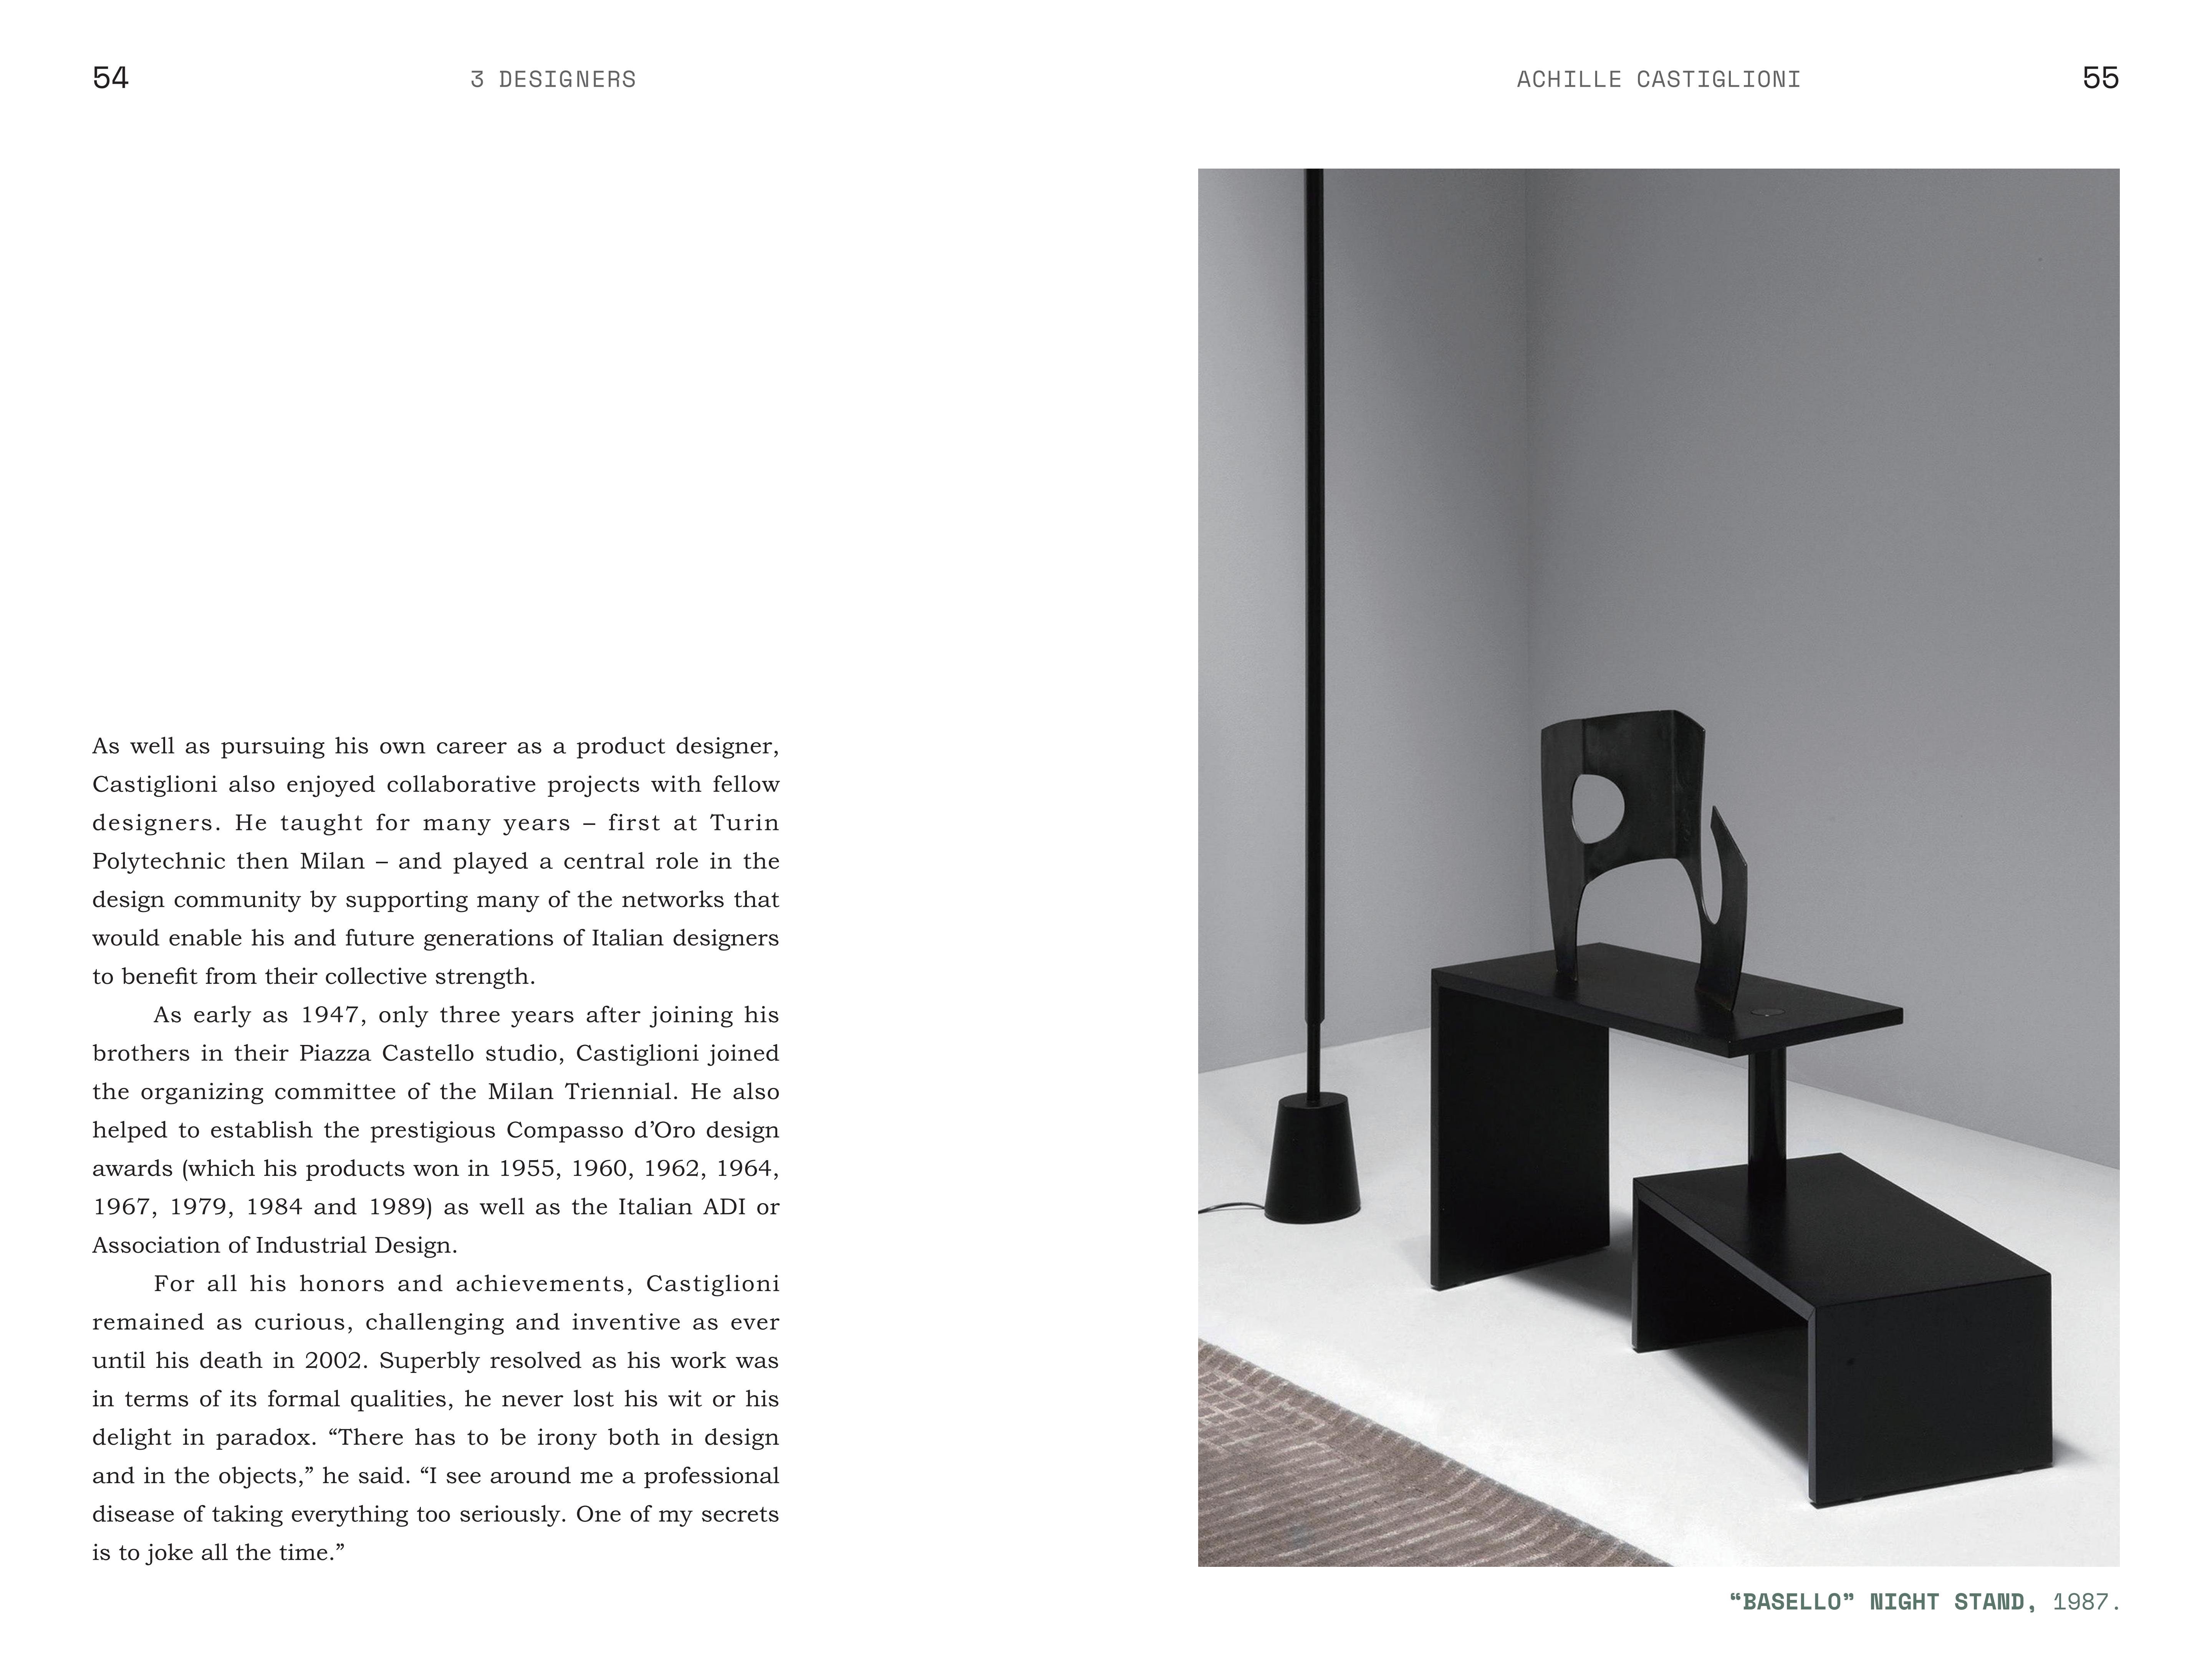 54
3 DESIGNERS
ACHILLE CASTIGLIONI
55
As well as pursuing his own career as a product designer,
Castiglioni also enjoyed collaborative projects with fellow
designers. He taught for many years – first at Turin
Polytechnic then Milan – and played a central role in the
design community by supporting many of the networks that
would enable his and future generations of Italian designers
to benefit from their collective strength.
As early as 1947, only three years after joining his
brothers in their Piazza Castello studio, Castiglioni joined
the organizing committee of the Milan Triennial. He also
helped to establish the prestigious Compasso d’Oro design
awards (which his products won in 1955, 1960, 1962, 1964,
1967, 1979, 1984 and 1989) as well as the Italian ADI or
Association of Industrial Design.
For all his honors and achievements, Castiglioni
remained as curious, challenging and inventive as ever
until his death in 2002. Superbly resolved as his work was
in terms of its formal qualities, he never lost his wit or his
delight in paradox. “There has to be irony both in design
and in the objects,” he said. “I see around me a professional
disease of taking everything too seriously. One of my secrets
is to joke all the time.”
“BASELLO” NIGHT STAND, 1987.